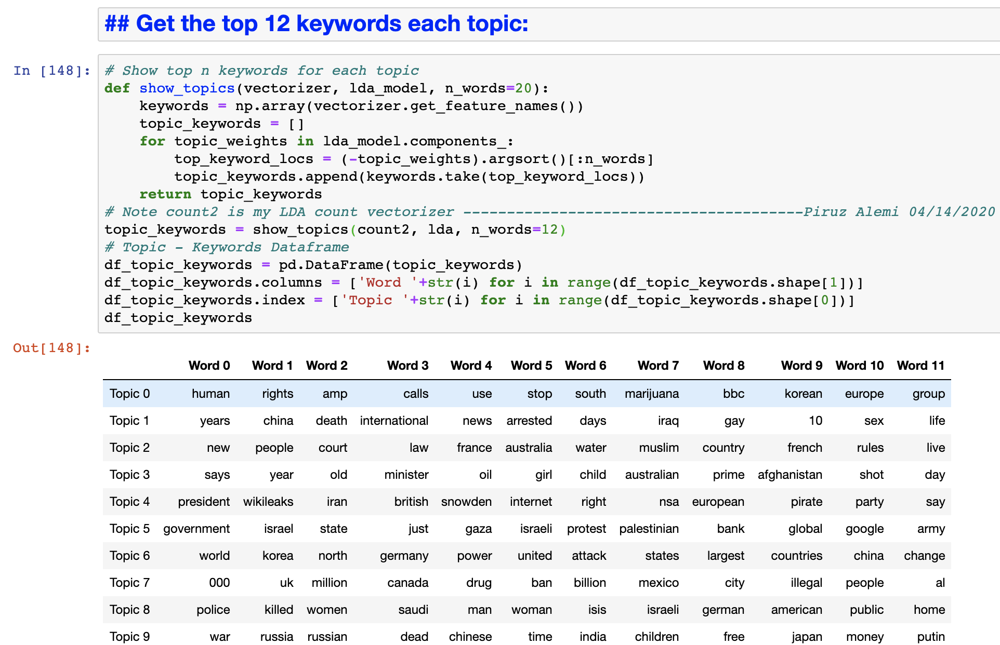 ## Get the top 12 keywords each topic:
In [148]:
# Show top n keywords for each topic
def show_topics(vectorizer, lda_model, n_words=20):
    keywords = np.array(vectorizer.get_feature_names())
    topic_keywords = []
    for topic_weights in lda_model.components_:
        top_keyword_locs = (-topic_weights).argsort()[:n_words]
        topic_keywords.append(keywords.take(top_keyword_locs))
    return topic_keywords
# Note count2 is my LDA count vectorizer ---------------------------------------Piruz Alemi 04/14/2020
topic_keywords = show_topics(count2, lda, n_words=12)
# Topic - Keywords Dataframe
df_topic_keywords = pd.DataFrame(topic_keywords)
df_topic_keywords.columns = ['Word '+str(i) for i in range(df_topic_keywords.shape[1])]
df_topic_keywords.index = ['Topic '+str(i) for i in range(df_topic_keywords.shape[0])]
df_topic_keywords
Out[148]:
Word 0 Word 1 Word 2 Word 3 Word 4 Word 5 Word 6 Word 7 Word 8 Word 9 Word 10 Word 11
Topic 0 human rights amp calls use stop south marijuana bbc korean europe group
Topic 1 years china death international news arrested days iraq gay 10 sex life
Topic 2 new people court law france australia water muslim country french rules live
Topic 3 says year old minister oil girl child australian prime afghanistan shot day
Topic 4 president wikileaks iran british snowden internet right nsa european pirate party say
Topic 5 government israel state just gaza israeli protest palestinian bank global google army
Topic 6 world korea north germany power united attack states largest countries china change
Topic 7 000 uk million canada drug ban billion mexico city illegal people al
Topic 8 police killed women saudi man woman isis israeli german american public home
Topic 9 war russia russian dead chinese time india children free japan money putin